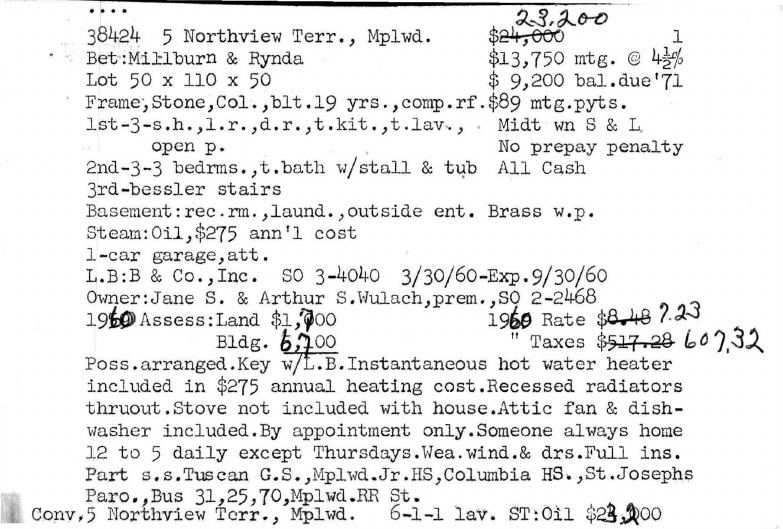 23,200
38424 5 Northview Terr., Mplwd. $24,000 1
Bet:Millburn & Rynda $13,750 mtg. @ 4½%
Lot 50 x 110 x 50 $ 9,200 bal.due'71
Frame,Stone,Col.,blt.19 yrs.,comp.rf.$89 mtg.pyts.
1st-3-s.h.,l.r.,d.r.,t.kit.,t.lav., Midtwn S & L
open p. No prepay penalty
2nd-3-3 bedrms.,t.bath w/stall & tub All Cash
3rd-bessler stairs
Basement:rec.rm.,laund.,outside ent. Brass w.p.
Steam:Oil,$275 ann'l cost
1-car garage,att.
L.B:B & Co.,Inc. SO 3-4040 3/30/60-Exp.9/30/60
Owner:Jane S. & Arthur S.Wulach,prem.,SO 2-2468
1960 Assess:Land $1,700 1960 Rate $8.48 7.23
Bldg. 6,700 " Taxes $517.28 607.32
Poss.arranged.Key w/L.B.Instantaneous hot water heater
included in $275 annual heating cost.Recessed radiators
thruout.Stove not included with house.Attic fan & dish-
washer included.By appointment only.Someone always home
12 to 5 daily except Thursdays.Wea.wind.& drs.Full ins.
Part s.s.Tuscan G.S.,Mplwd.Jr.HS,Columbia HS.,St.Josephs
Paro.,Bus 31,25,70,Mplwd.RR St.
Conv,5 Northview Terr., Mplwd. 6-1-1 lav. ST:Oil $23,200